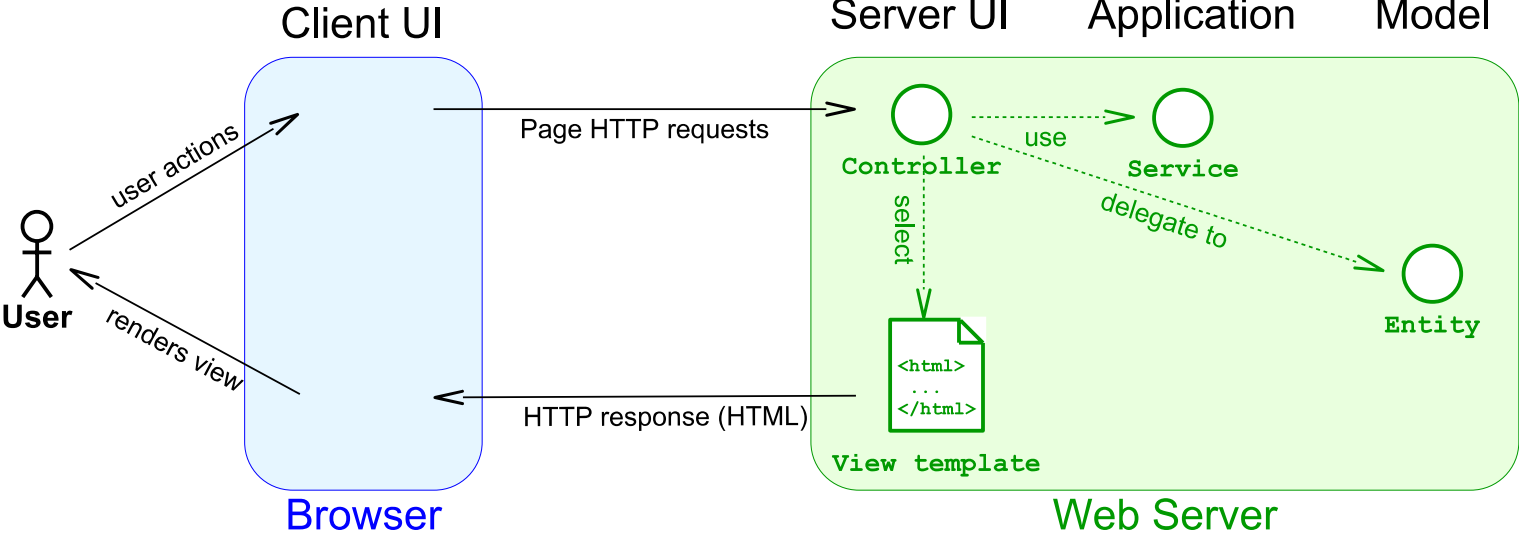 Client UI
Server UI
Application
Model
user actions
Page HTTP requests
use
Controller
Service
select
delegate to
User
renders view
Entity
<html>
...
</html>
HTTP response (HTML)
View template
Browser
Web Server